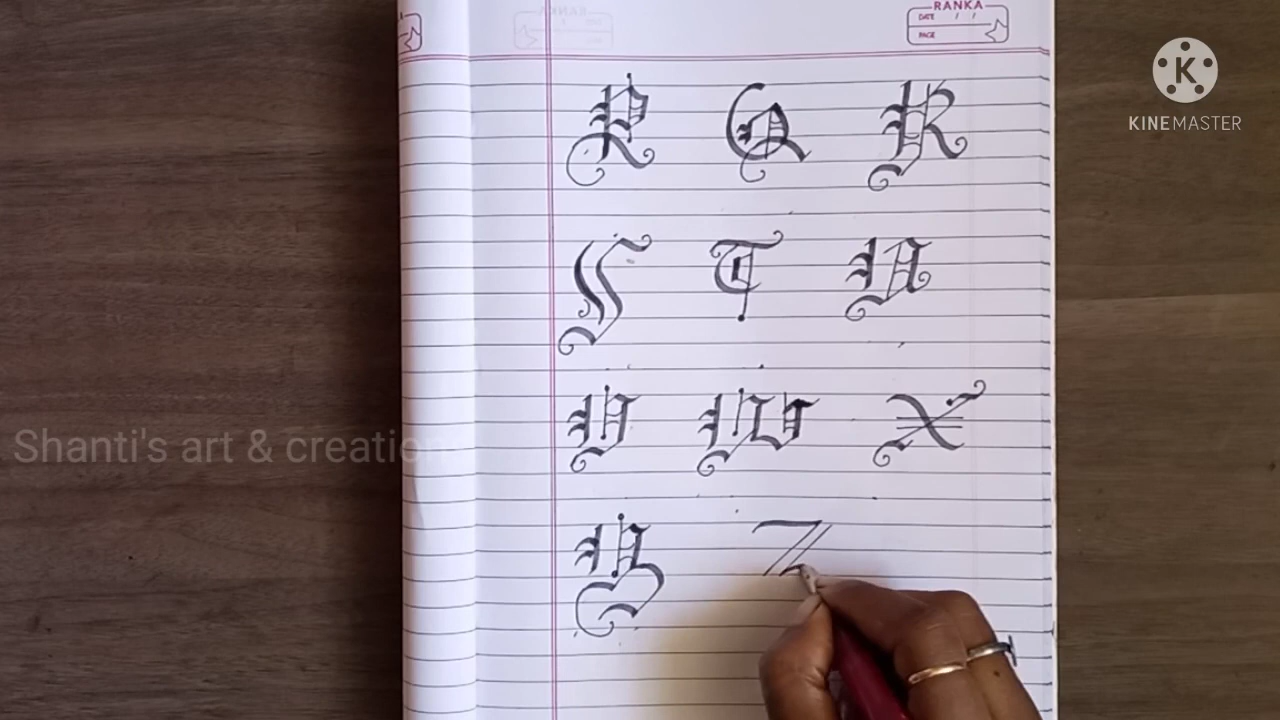 RANKA
DATE / /
PAGE
KINEMASTER
P Q R
S T U
Shanti's art & creation
V W X
Y Z